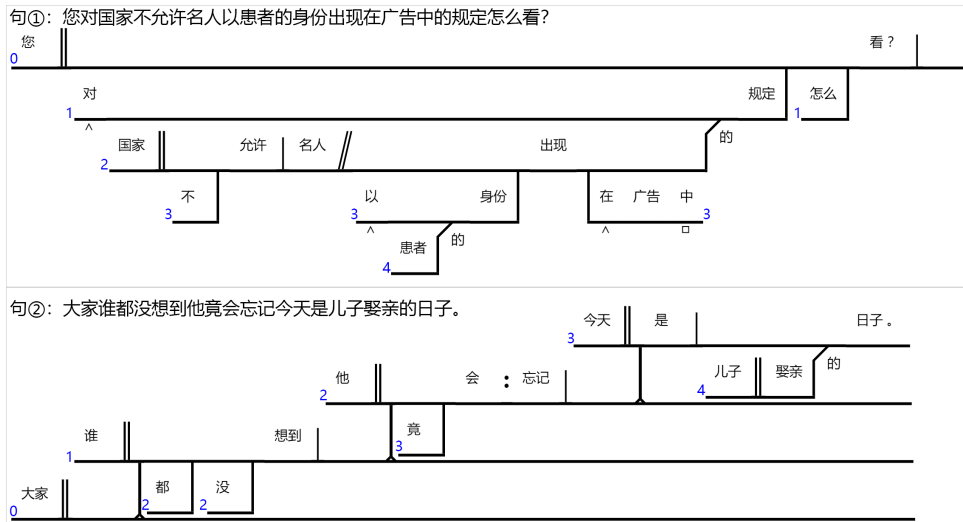 句①：您对国家不允许名人以患者的身份出现在广告中的规定怎么看？
您 看？
0
对 规定 怎么
1 1
^ 的
国家 允许 名人 出现
2
不 以 身份 在 广告 中
3 3 3
^ 的 ^ □
患者
4
句②：大家谁都没想到他竟会忘记今天是儿子娶亲的日子。
今天 是 日子。
3
他 会 : 忘记 儿子 娶亲 的
2 4
谁 想到 竟
1 3
大家 都 没
0 2 2